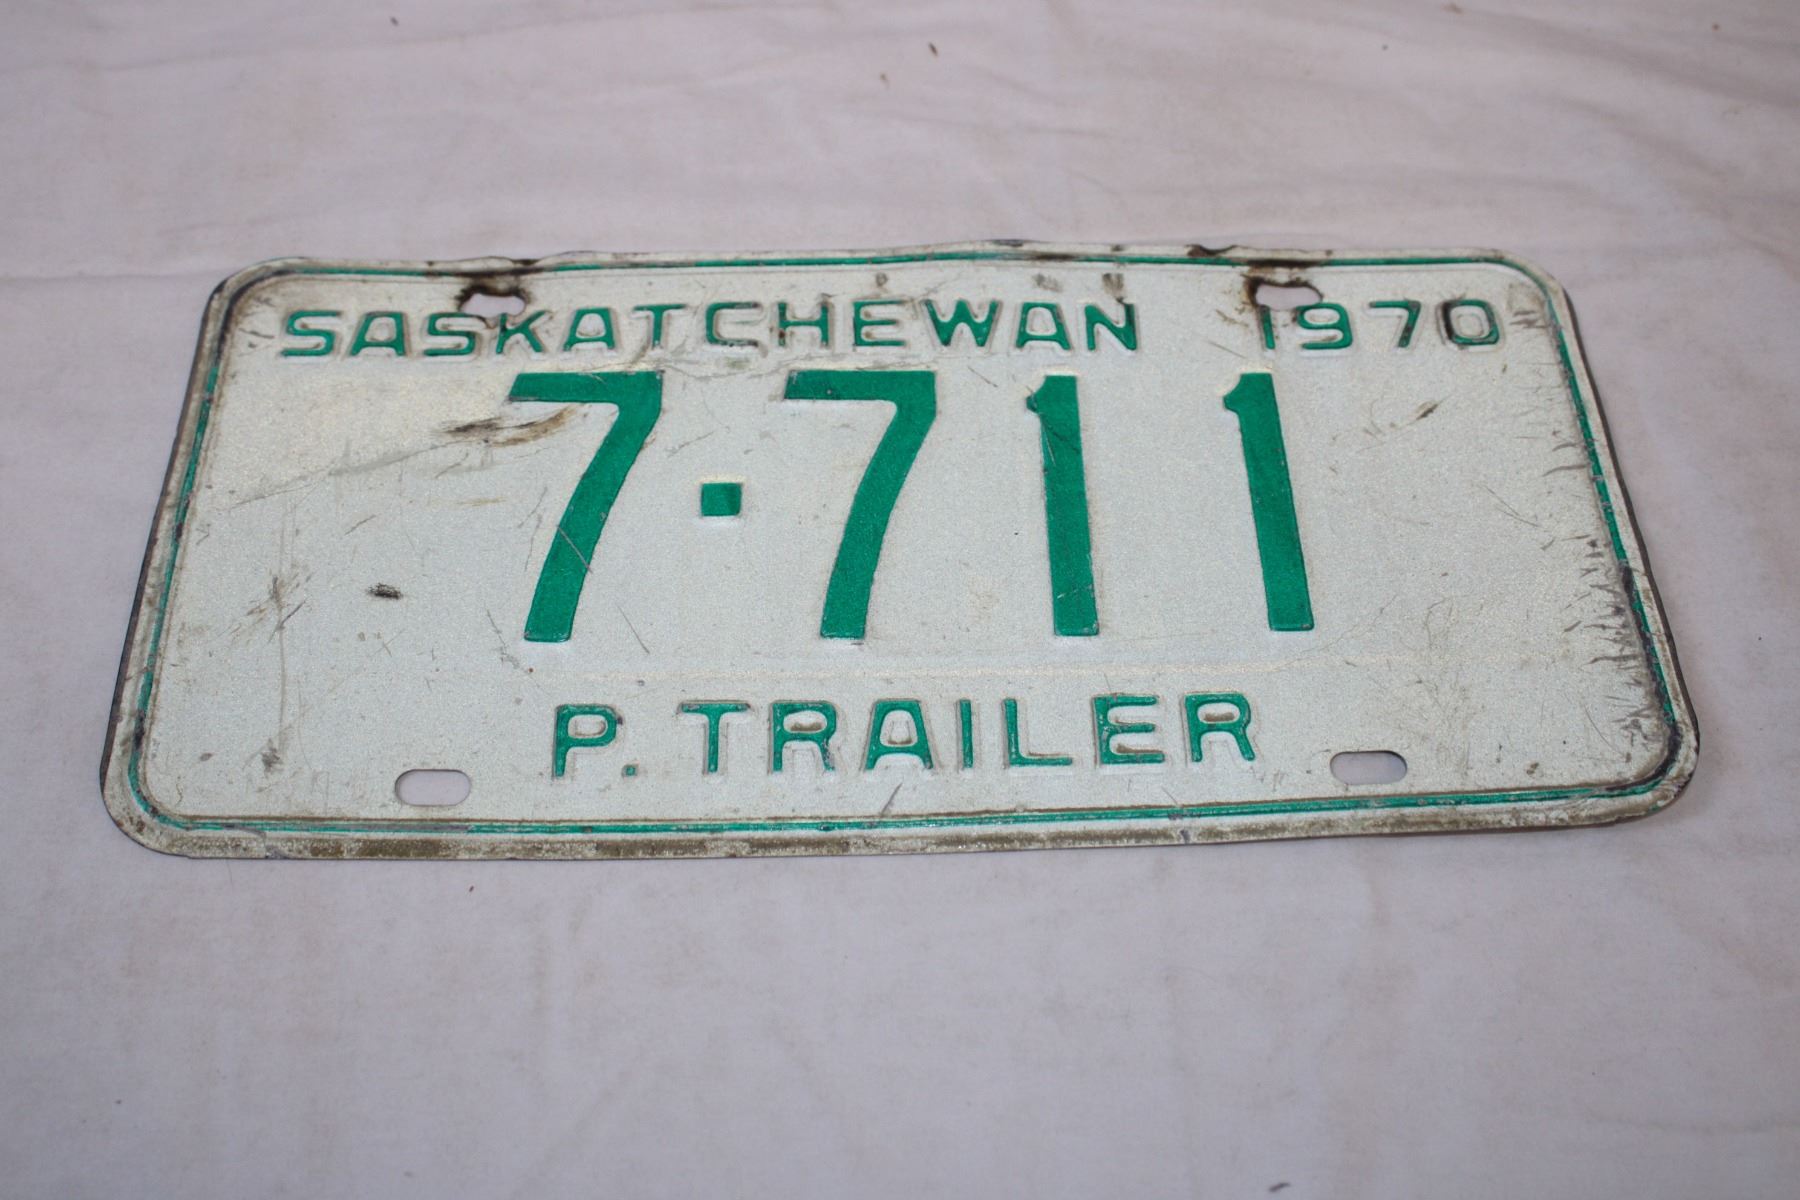 SASKATCHEWAN 1970
7·711
P. TRAILER